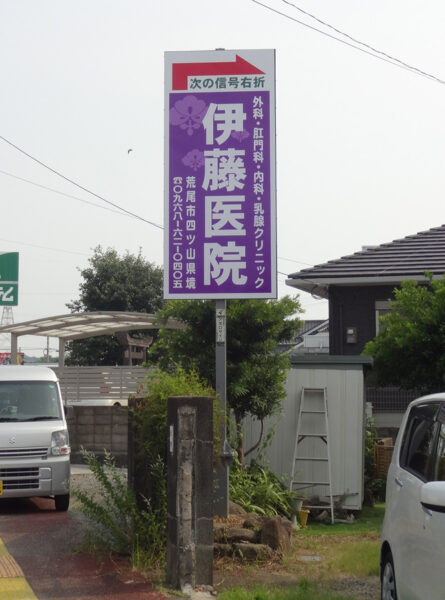 次の信号右折
外科・肛門科・内科・乳腺クリニック
伊藤医院
荒尾市四ツ山県境
☎〇九六八-六二-〇四〇五